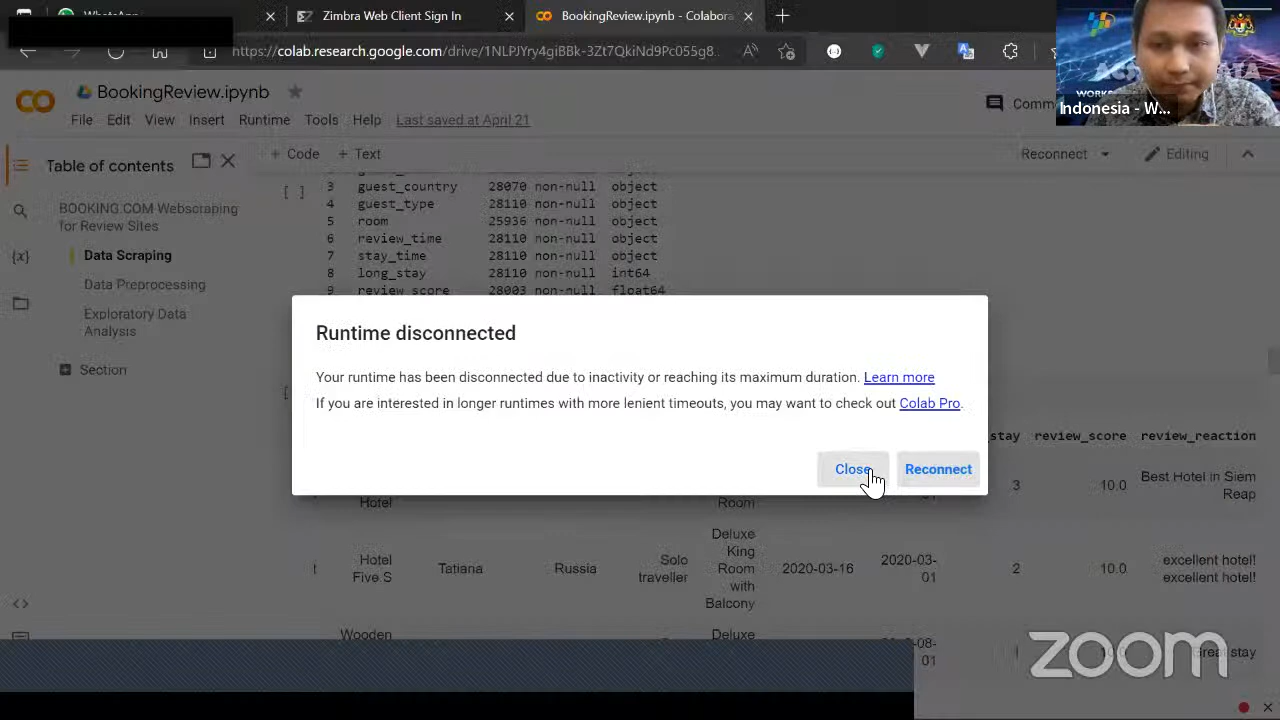 WhatsApp
Zimbra Web Client Sign In
BookingReview.ipynb - Colabora
https://colab.research.google.com/drive/1NLPJYry4giBBk-3Zt7QkiNd9Pc055g8...
Indonesia - W...
BookingReview.ipynb
Comm
File Edit View Insert Runtime Tools Help Last saved at April 21
Table of contents
+ Code + Text
Reconnect
Editing
BOOKING.COM Webscraping
for Review Sites
Data Scraping
Data Preprocessing
Exploratory Data
Analysis
Section
[ ]
3 guest_country 28070 non-null object
4 guest_type 28110 non-null object
5 room 25936 non-null object
6 review_time 28110 non-null object
7 stay_time 28110 non-null object
8 long_stay 28110 non-null int64
9 review_score 28003 non-null float64
Runtime disconnected
Your runtime has been disconnected due to inactivity or reaching its maximum duration. Learn more
If you are interested in longer runtimes with more lenient timeouts, you may want to check out Colab Pro.
Close
Reconnect
_stay review_score review_reaction
Hotel
Room
3 10.0 Best Hotel in Siem
Reap
Hotel
Five S
Tatiana
Russia
Solo
traveller
Deluxe
King
Room
with
Balcony
2020-03-16
2020-03-
01
2
10.0
excellent hotel!
excellent hotel!
Wooden
Deluxe
01
Great stay
zoom